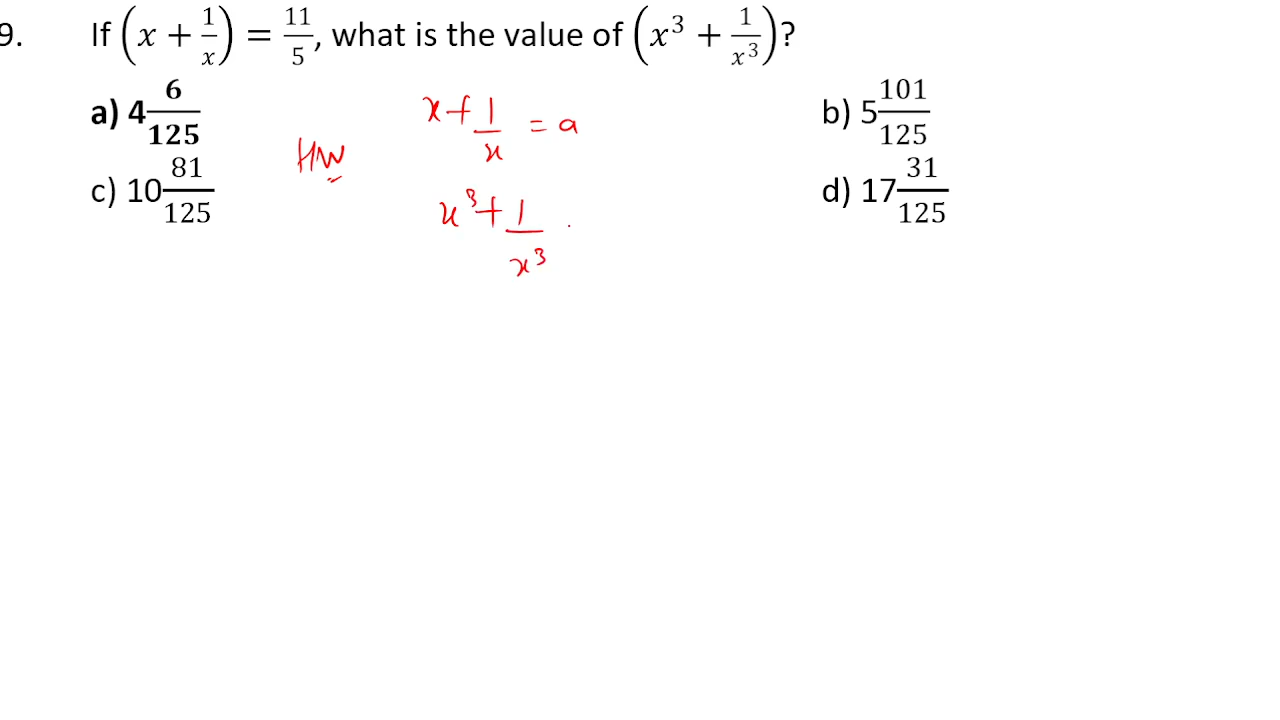 9. If (x + 1/x) = 11/5, what is the value of (x³ + 1/x³)?
a) 4 6/125 b) 5 101/125
c) 10 81/125 d) 17 31/125
HW
x + 1/x = a
x³ + 1/x³